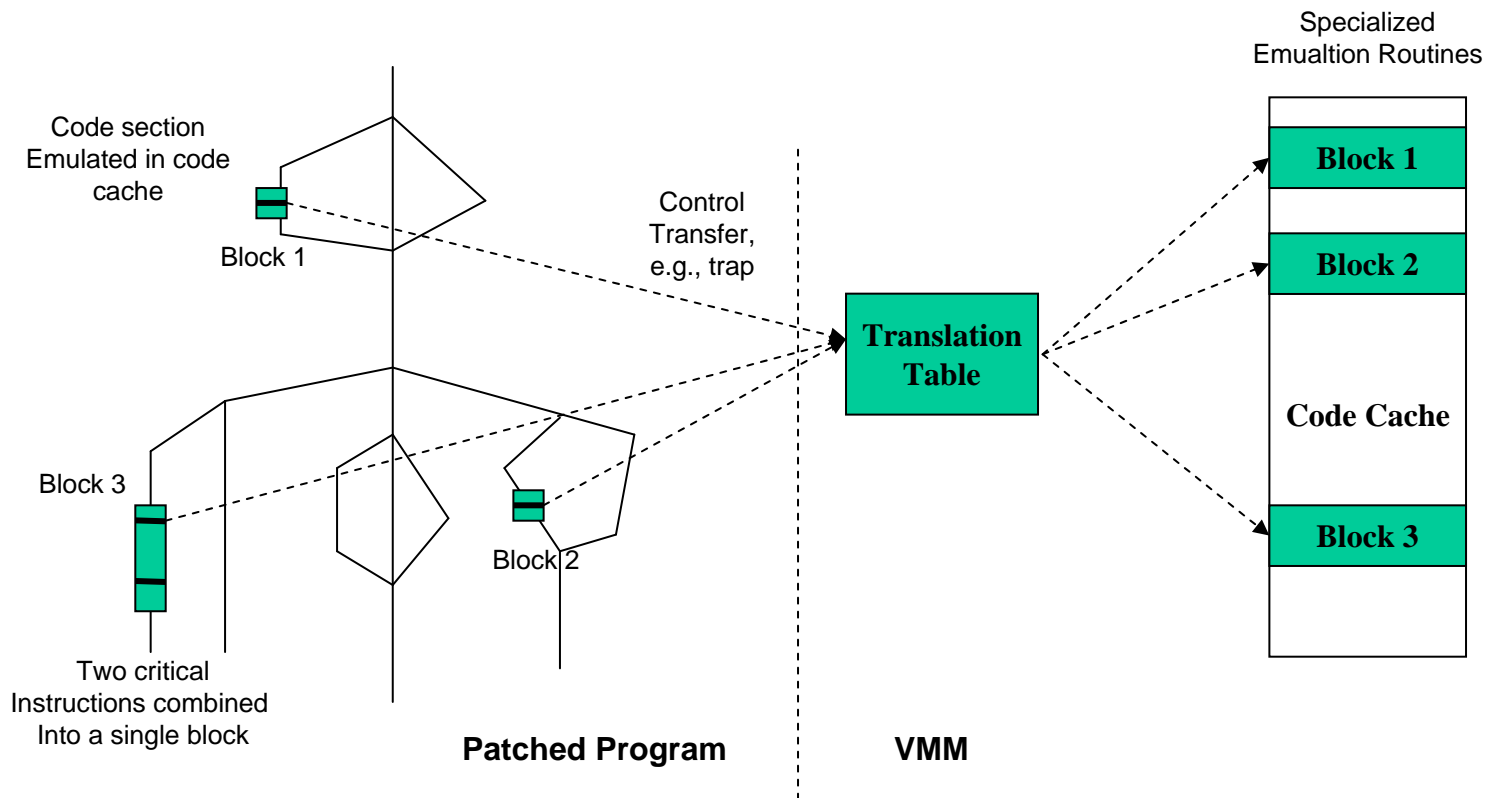 Specialized
Emualtion Routines
Code section
Emulated in code
cache
Block 1
Control
Transfer,
e.g., trap
Block 1
Block 2
Translation
Table
Code Cache
Block 3
Block 2
Block 3
Two critical
Instructions combined
Into a single block
Patched Program
VMM